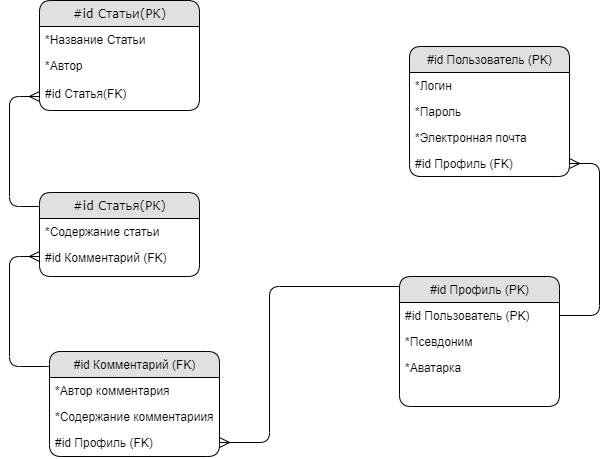 #id Статьи(PK)
*Название Статьи
*Автор
#id Статья(FK)
#id Пользователь (PK)
*Логин
*Пароль
*Электронная почта
#id Профиль (FK)
#id Статья(PK)
*Содержание статьи
#id Комментарий (FK)
#id Профиль (PK)
#id Пользователь (PK)
*Псевдоним
*Аватарка
#id Комментарий (FK)
*Автор комментария
*Содержание комментариия
#id Профиль (FK)